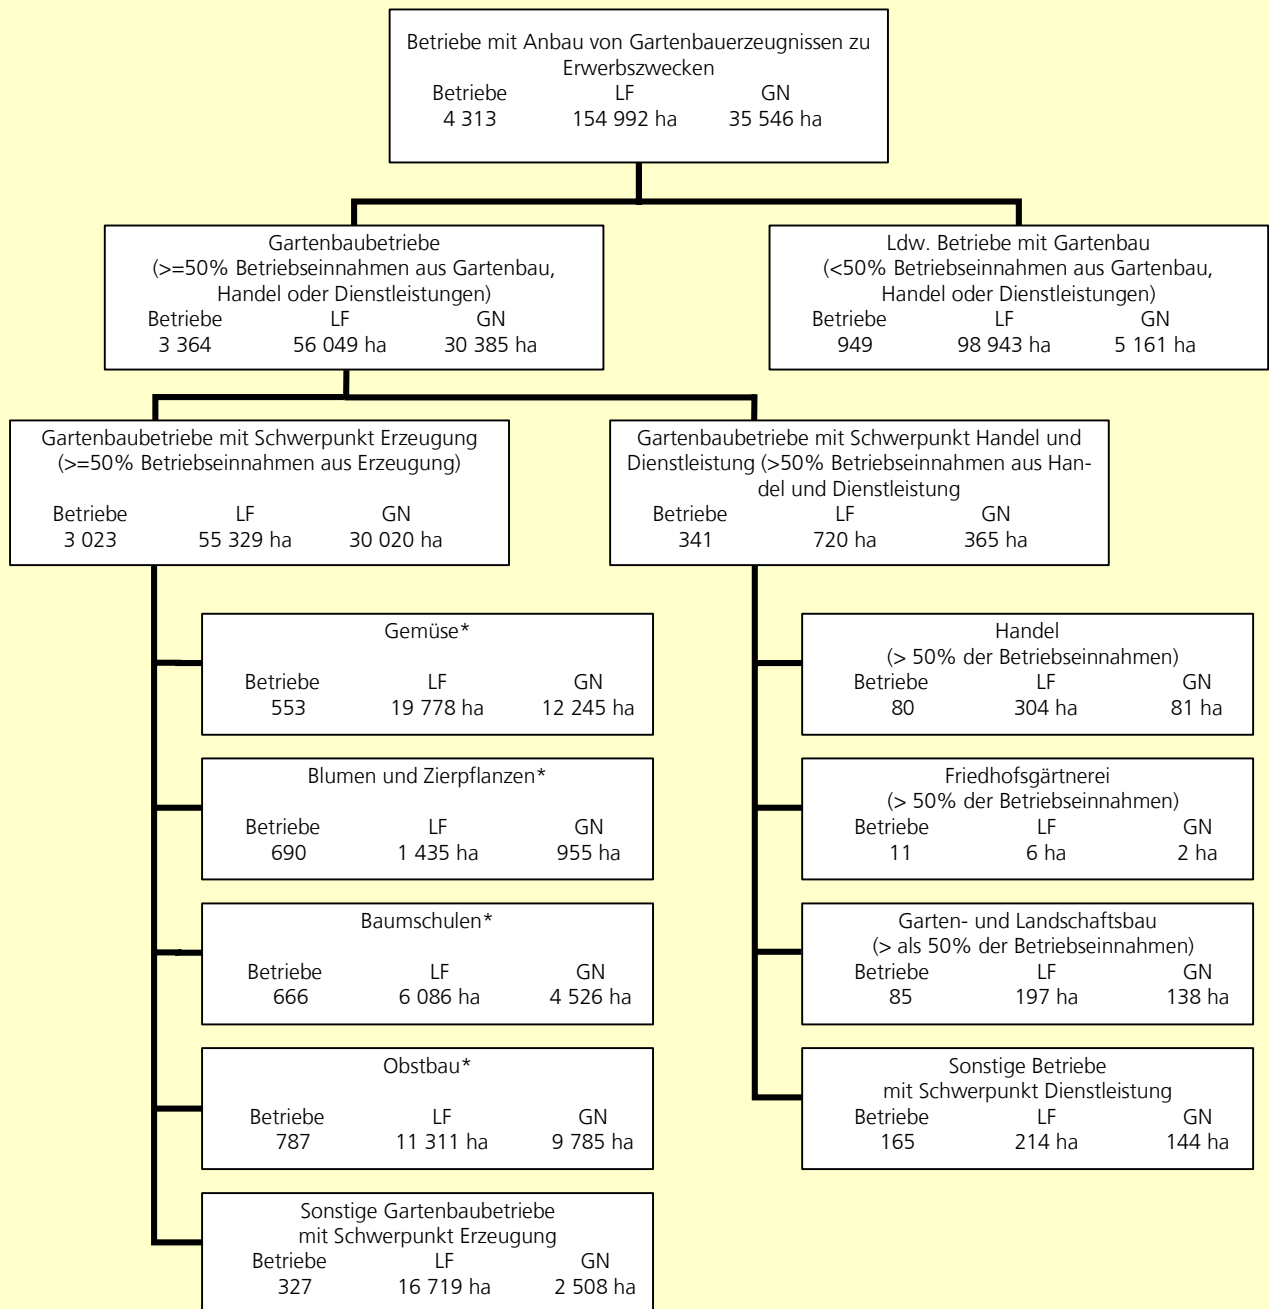 Betriebe mit Anbau von Gartenbauerzeugnissen zu
Erwerbszwecken
Betriebe LF GN
4 313 154 992 ha 35 546 ha
Gartenbaubetriebe
(>=50% Betriebseinnahmen aus Gartenbau,
Handel oder Dienstleistungen)
Betriebe LF GN
3 364 56 049 ha 30 385 ha
Ldw. Betriebe mit Gartenbau
(<50% Betriebseinnahmen aus Gartenbau,
Handel oder Dienstleistungen)
Betriebe LF GN
949 98 943 ha 5 161 ha
Gartenbaubetriebe mit Schwerpunkt Erzeugung
(>=50% Betriebseinnahmen aus Erzeugung)
Betriebe LF GN
3 023 55 329 ha 30 020 ha
Gartenbaubetriebe mit Schwerpunkt Handel und
Dienstleistung (>50% Betriebseinnahmen aus Han-
del und Dienstleistung
Betriebe LF GN
341 720 ha 365 ha
Gemüse*
Betriebe LF GN
553 19 778 ha 12 245 ha
Blumen und Zierpflanzen*
Betriebe LF GN
690 1 435 ha 955 ha
Baumschulen*
Betriebe LF GN
666 6 086 ha 4 526 ha
Obstbau*
Betriebe LF GN
787 11 311 ha 9 785 ha
Sonstige Gartenbaubetriebe
mit Schwerpunkt Erzeugung
Betriebe LF GN
327 16 719 ha 2 508 ha
Handel
(> 50% der Betriebseinnahmen)
Betriebe LF GN
80 304 ha 81 ha
Friedhofsgärtnerei
(> 50% der Betriebseinnahmen)
Betriebe LF GN
11 6 ha 2 ha
Garten- und Landschaftsbau
(> als 50% der Betriebseinnahmen)
Betriebe LF GN
85 197 ha 138 ha
Sonstige Betriebe
mit Schwerpunkt Dienstleistung
Betriebe LF GN
165 214 ha 144 ha